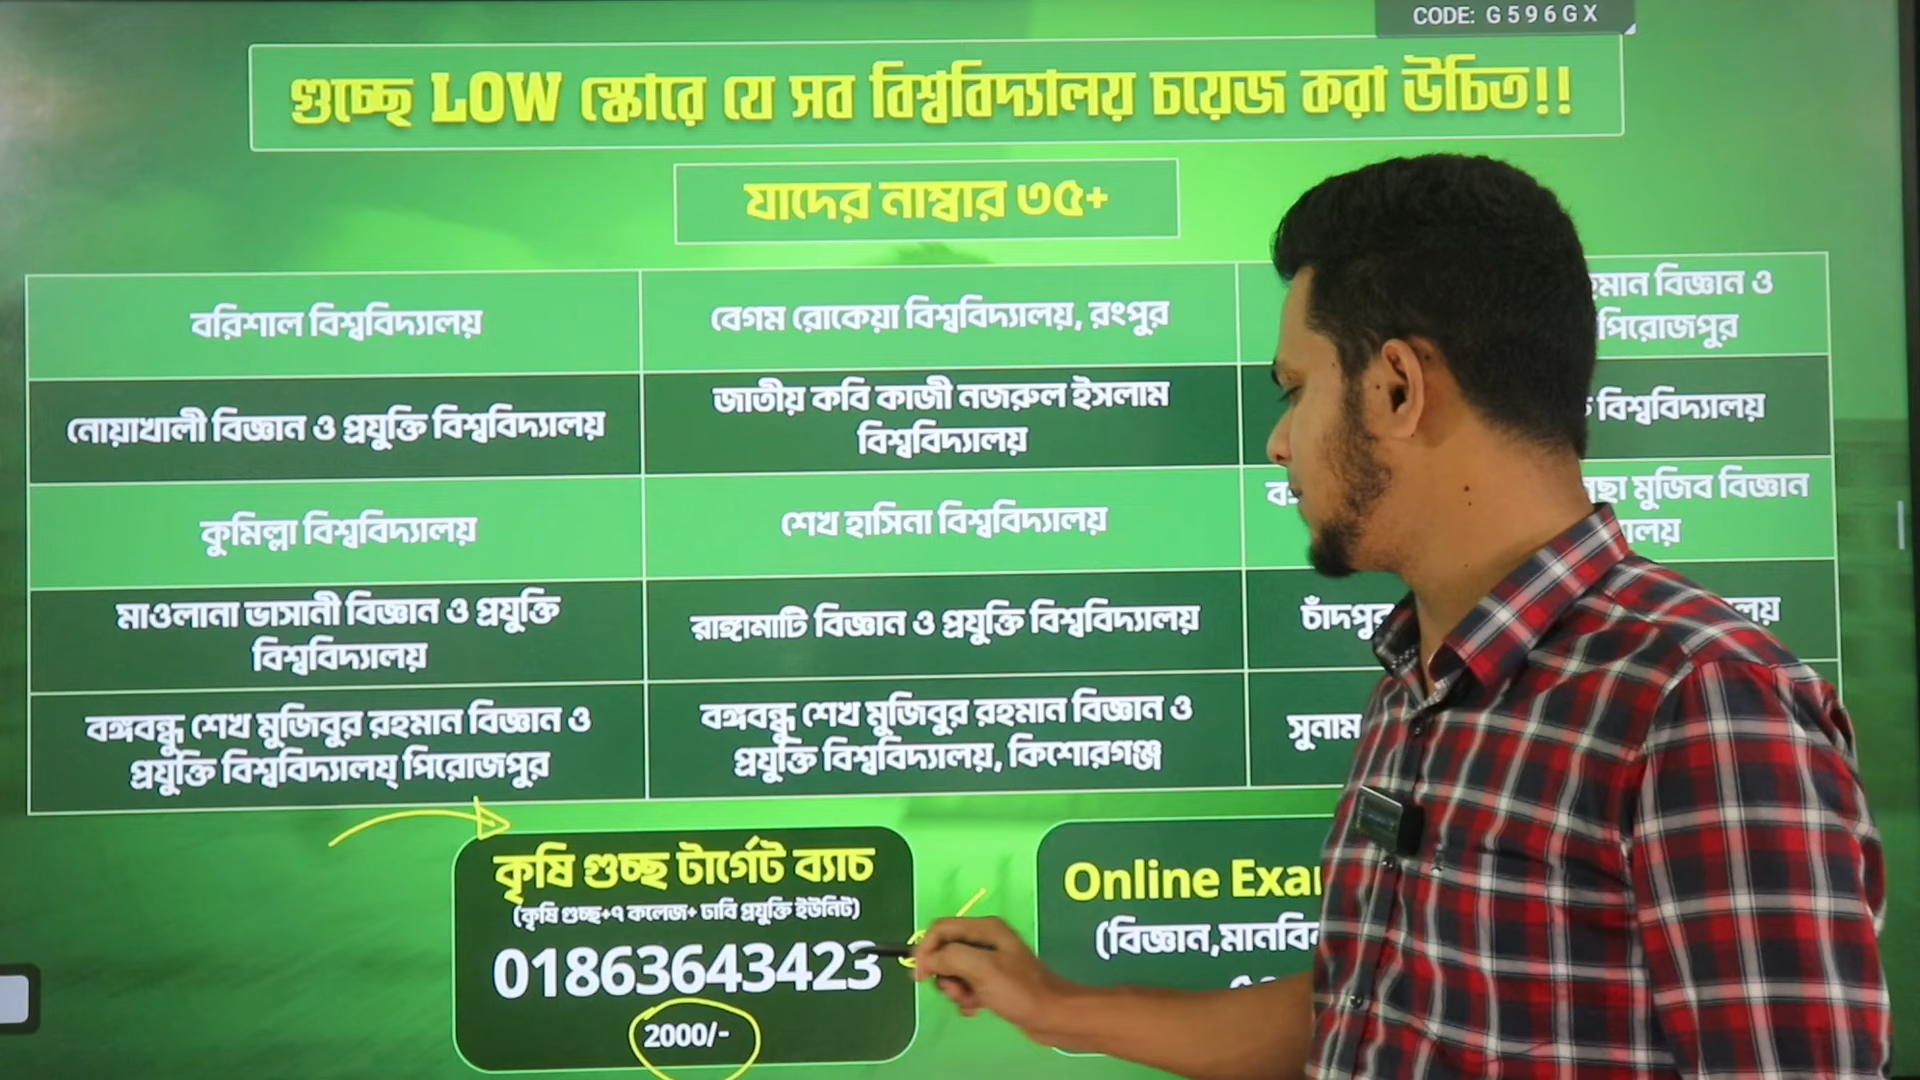 CODE: G596GX
গুচ্ছে LOW স্কোরে যে সব বিশ্ববিদ্যালয় চয়েজ করা উচিত!!
যাদের নাম্বার ৩৫+
বরিশাল বিশ্ববিদ্যালয়
বেগম রোকেয়া বিশ্ববিদ্যালয়, রংপুর
বিজ্ঞান ও
পিরোজপুর
নোয়াখালী বিজ্ঞান ও প্রযুক্তি বিশ্ববিদ্যালয়
জাতীয় কবি কাজী নজরুল ইসলাম
বিশ্ববিদ্যালয়
বিশ্ববিদ্যালয়
কুমিল্লা বিশ্ববিদ্যালয়
শেখ হাসিনা বিশ্ববিদ্যালয়
মুজিব বিজ্ঞান
মাওলানা ভাসানী বিজ্ঞান ও প্রযুক্তি
বিশ্ববিদ্যালয়
রাঙ্গামাটি বিজ্ঞান ও প্রযুক্তি বিশ্ববিদ্যালয়
চাঁদপুর
বঙ্গবন্ধু শেখ মুজিবুর রহমান বিজ্ঞান ও
প্রযুক্তি বিশ্ববিদ্যালয্ পিরোজপুর
বঙ্গবন্ধু শেখ মুজিবুর রহমান বিজ্ঞান ও
প্রযুক্তি বিশ্ববিদ্যালয়, কিশোরগঞ্জ
সুনাম
কৃষি গুচ্ছ টার্গেট ব্যাচ
(কৃষি গুচ্ছ+৭ কলেজ+ ঢাবি প্রযুক্তি ইউনিট)
01863643423
2000/-
Online Exa
(বিজ্ঞান,মানবি